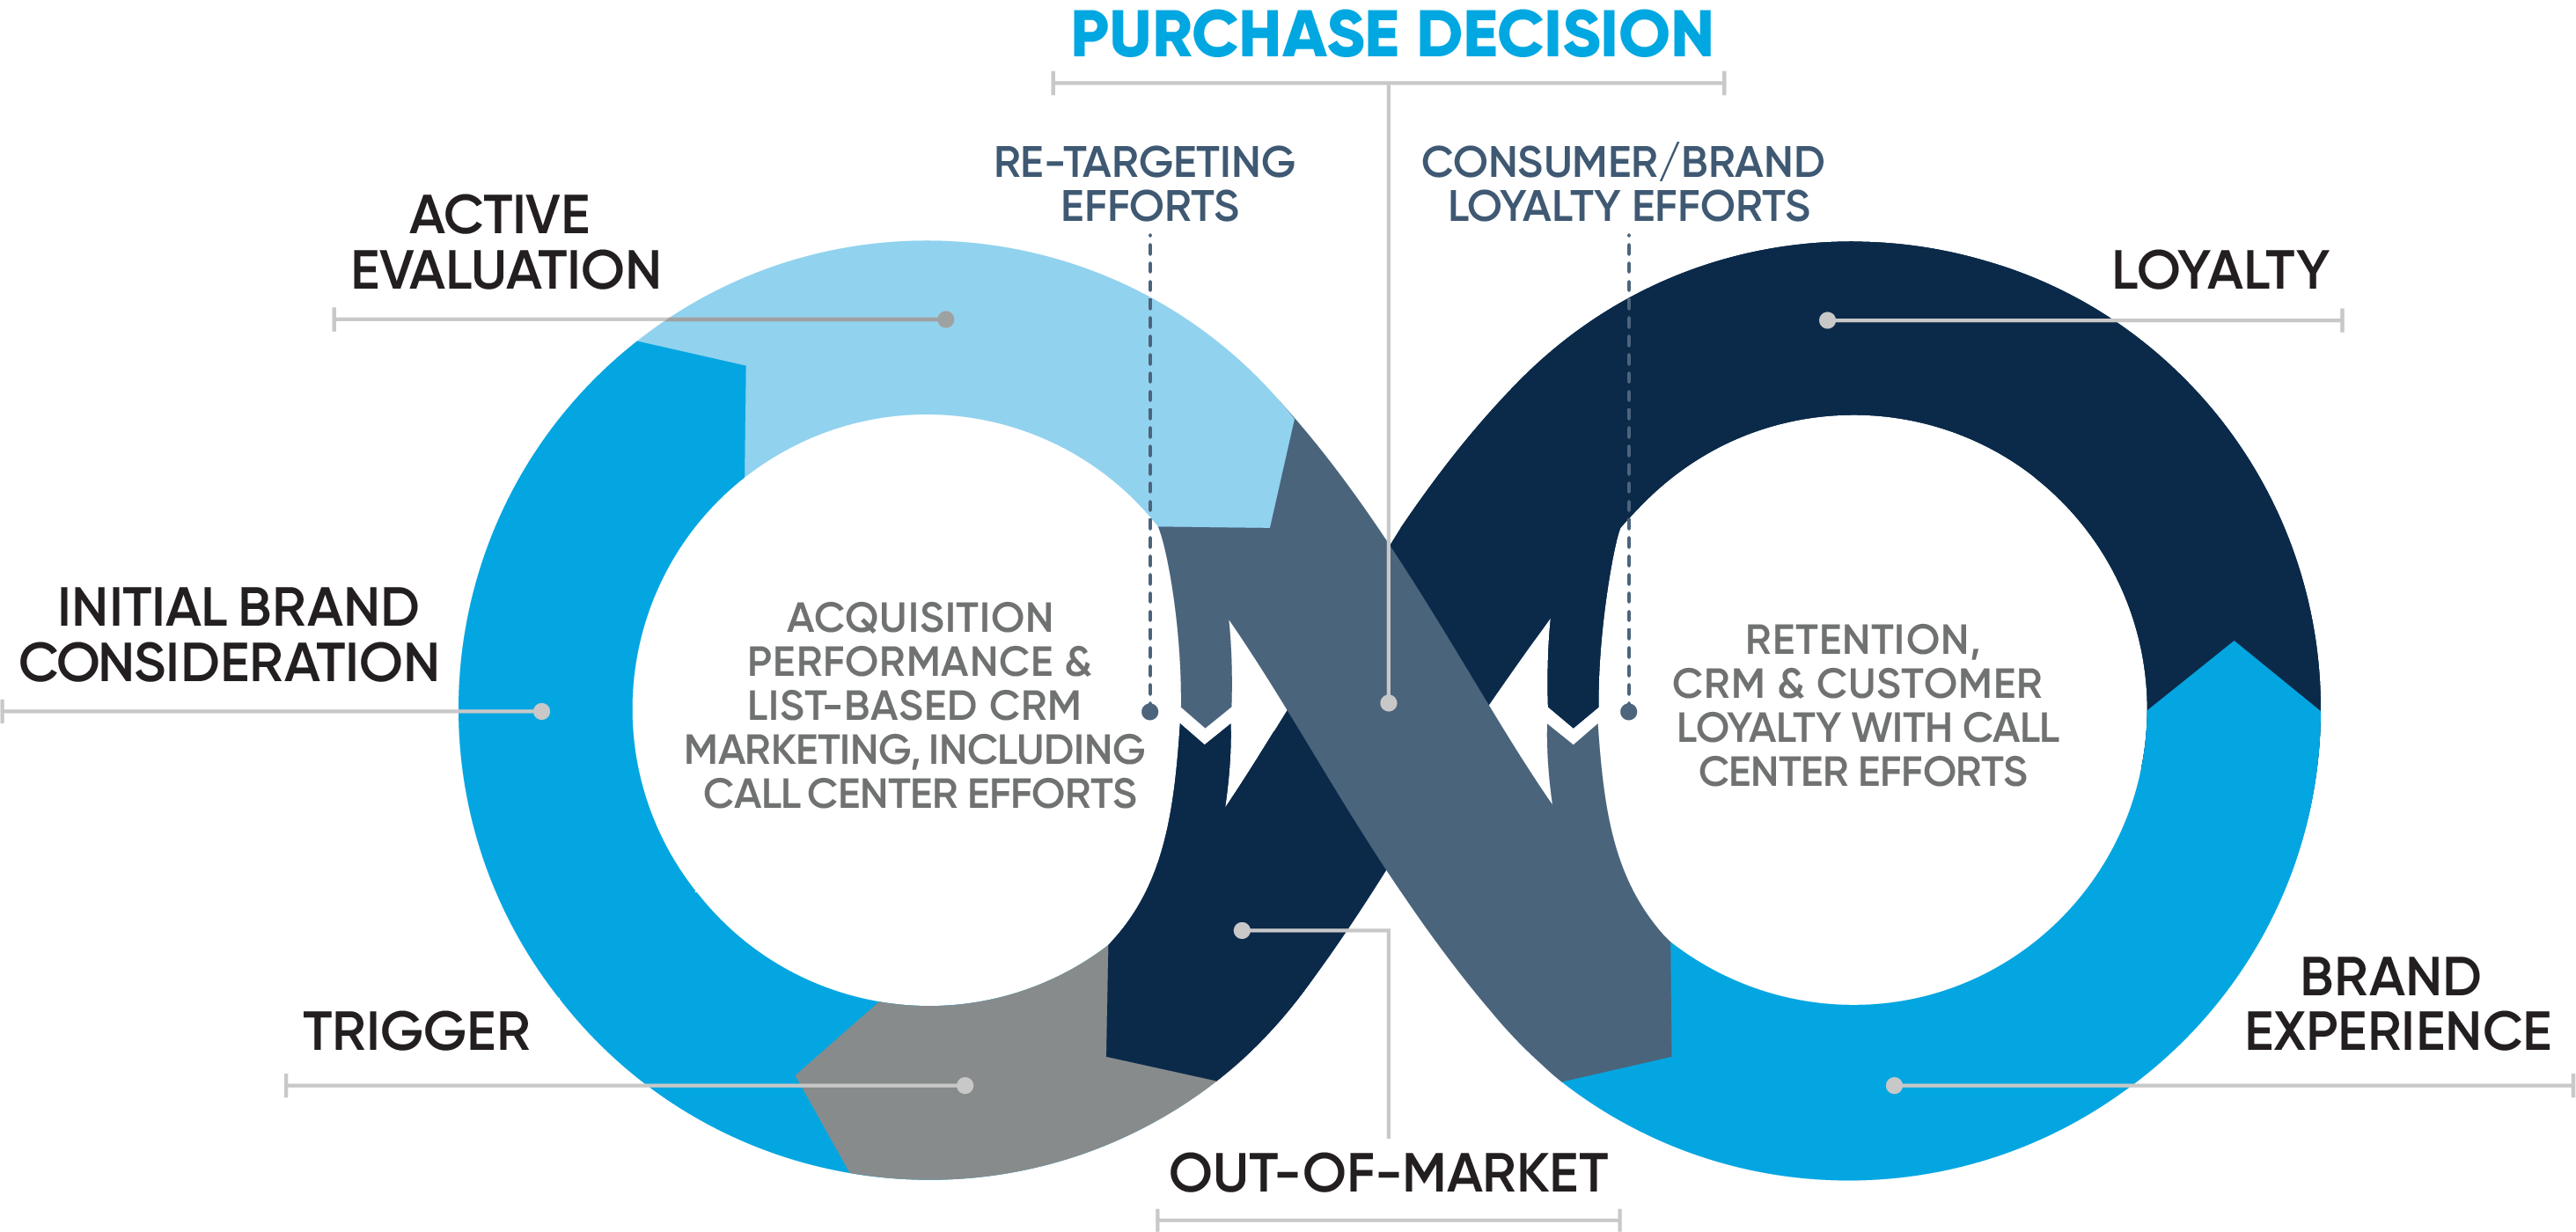 PURCHASE DECISION
RE-TARGETING
EFFORTS
CONSUMER/BRAND
LOYALTY EFFORTS
ACTIVE
EVALUATION
LOYALTY
INITIAL BRAND
CONSIDERATION
ACQUISITION
PERFORMANCE &
LIST-BASED CRM
MARKETING, INCLUDING
CALL CENTER EFFORTS
RETENTION,
CRM & CUSTOMER
LOYALTY WITH CALL
CENTER EFFORTS
TRIGGER
BRAND
EXPERIENCE
OUT-OF-MARKET